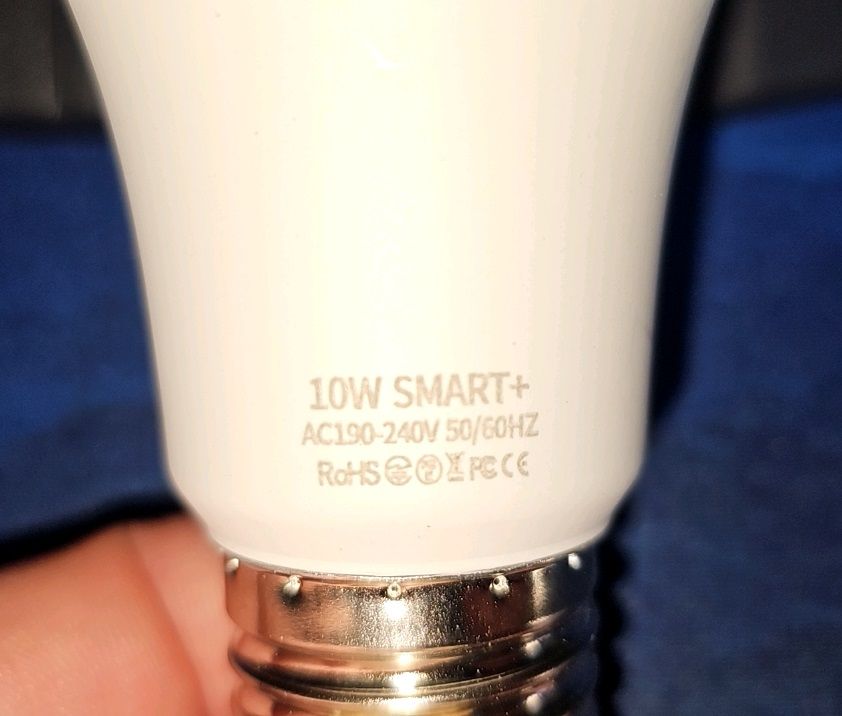 10W SMART+
AC190-240V 50/60HZ
RoHS FC CE